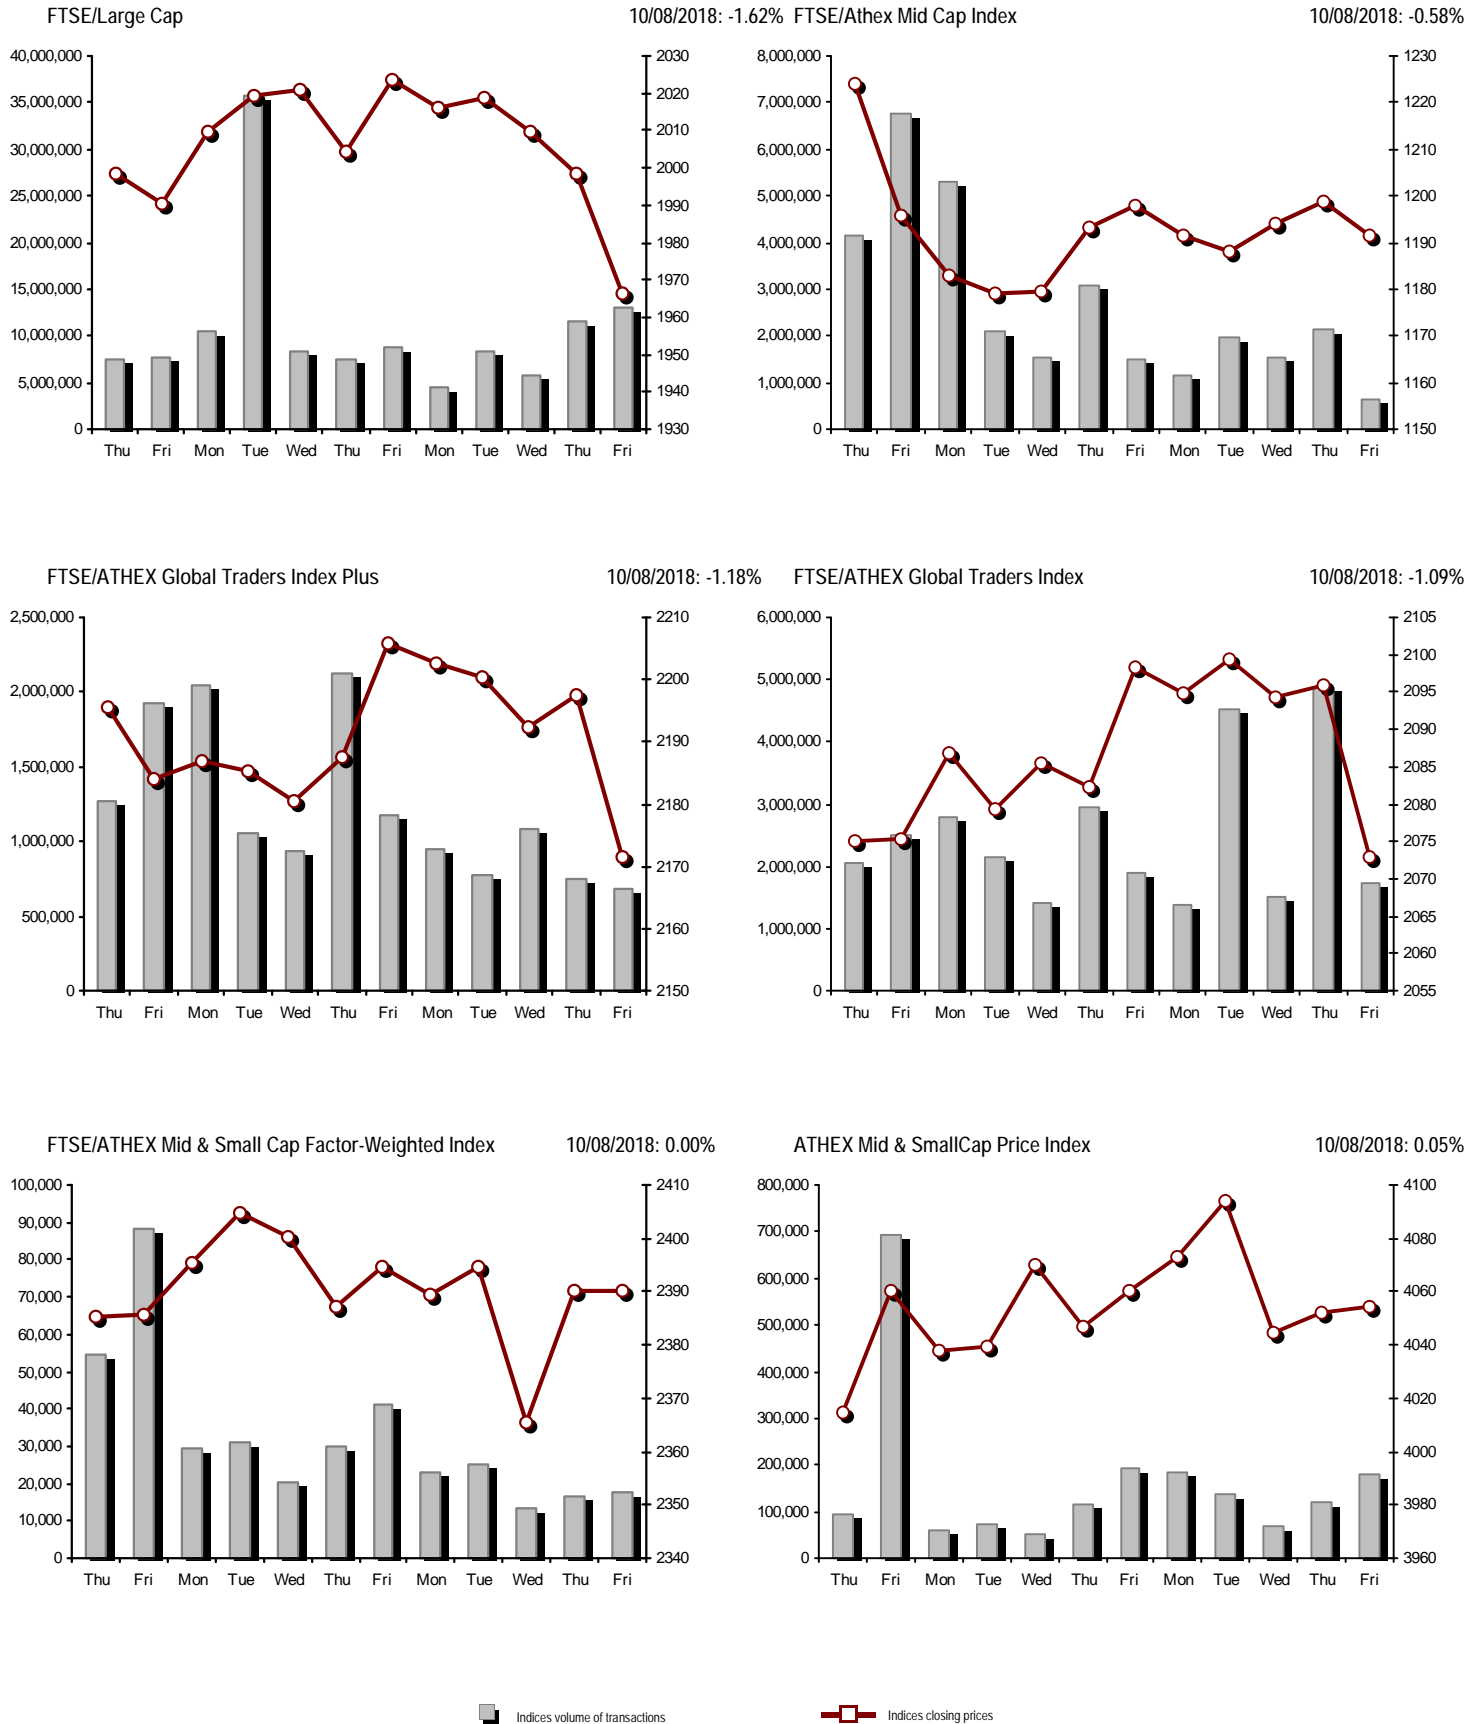 FTSE/Large Cap 10/08/2018: -1.62% FTSE/Athex Mid Cap Index 10/08/2018: -0.58%
40,000,000 2030 8,000,000 1230
35,000,000 2020 7,000,000 1220
30,000,000 2010 6,000,000 1210
25,000,000 2000 5,000,000 1200
20,000,000 1990 4,000,000 1190
15,000,000 1980 3,000,000 1180
10,000,000 1970 2,000,000 1170
5,000,000 1960 1,000,000 1160
0 1950 0 1150
1940
1930
Thu Fri Mon Tue Wed Thu Fri Mon Tue Wed Thu Fri Thu Fri Mon Tue Wed Thu Fri Mon Tue Wed Thu Fri
FTSE/ATHEX Global Traders Index Plus 10/08/2018: -1.18% FTSE/ATHEX Global Traders Index 10/08/2018: -1.09%
2,500,000 2210 6,000,000 2105
2,000,000 2200 5,000,000 2100
1,500,000 2190 4,000,000 2095
1,000,000 2180 3,000,000 2090
500,000 2170 2,000,000 2085
0 2160 1,000,000 2080
2150 0 2075
2070
2065
2060
2055
Thu Fri Mon Tue Wed Thu Fri Mon Tue Wed Thu Fri Thu Fri Mon Tue Wed Thu Fri Mon Tue Wed Thu Fri
FTSE/ATHEX Mid & Small Cap Factor-Weighted Index 10/08/2018: 0.00% ATHEX Mid & SmallCap Price Index 10/08/2018: 0.05%
100,000 2410 800,000 4100
90,000 2400 700,000 4080
80,000 2390 600,000 4060
70,000 2380 500,000 4040
60,000 2370 400,000 4020
50,000 2360 300,000 4000
40,000 2350 200,000 3980
30,000 2340 100,000 3960
20,000 0
10,000
0
Thu Fri Mon Tue Wed Thu Fri Mon Tue Wed Thu Fri Thu Fri Mon Tue Wed Thu Fri Mon Tue Wed Thu Fri
Indices volume of transactions Indices closing prices